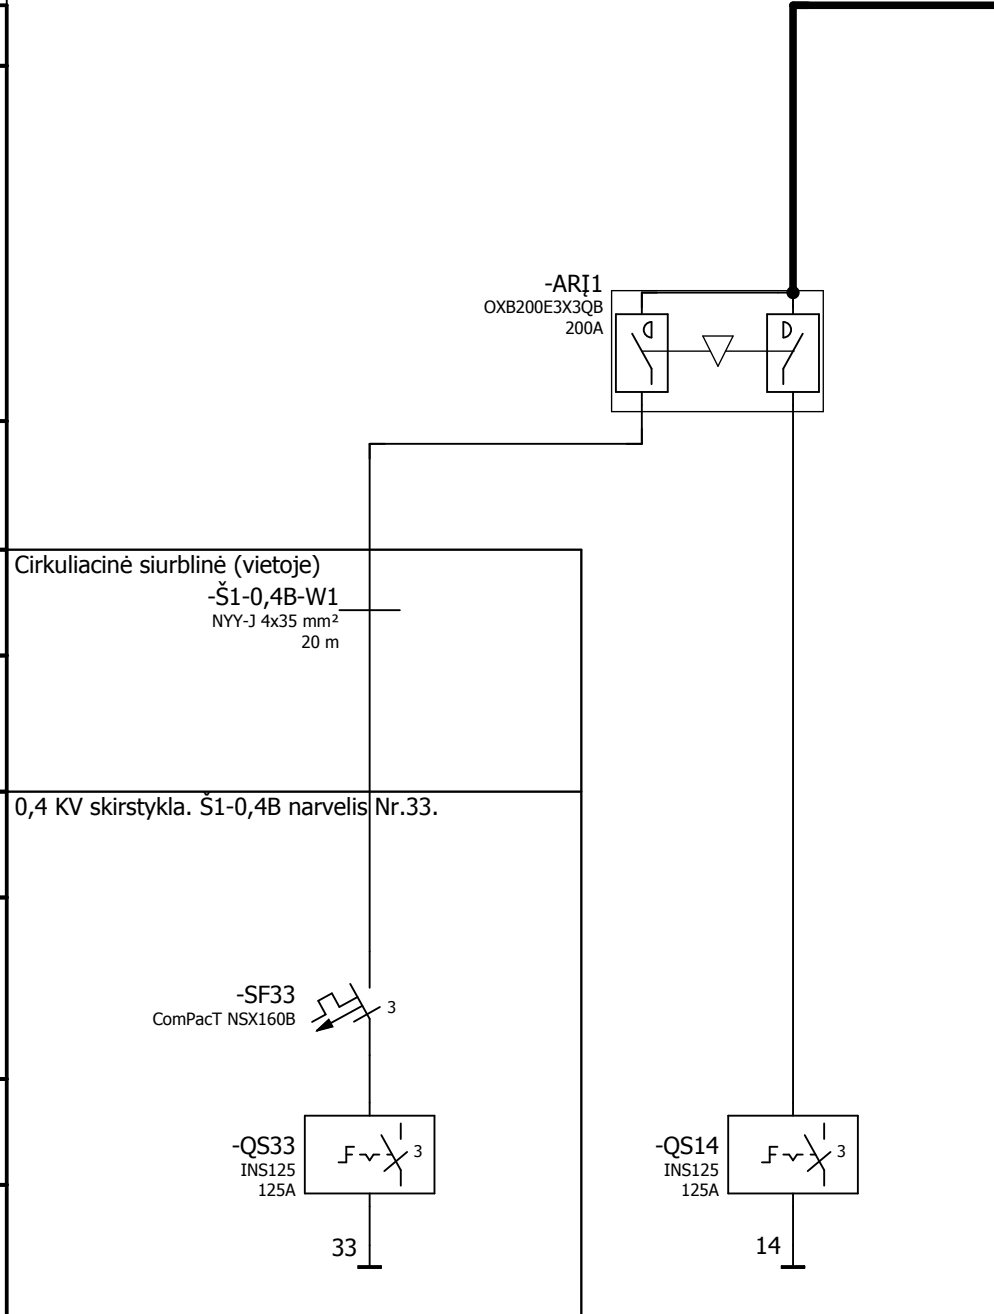 -ARĮ1
OXB200E3X3QB
200A
Cirkuliacinė siurblinė (vietoje)
-Š1-0,4B-W1
NYY-J 4x35 mm²
20 m
0,4 KV skirstykla. Š1-0,4B narvelis Nr.33.
-SF33
ComPacT NSX160B
3
-QS33
INS125
125A
3
-QS14
INS125
125A
3
33
14